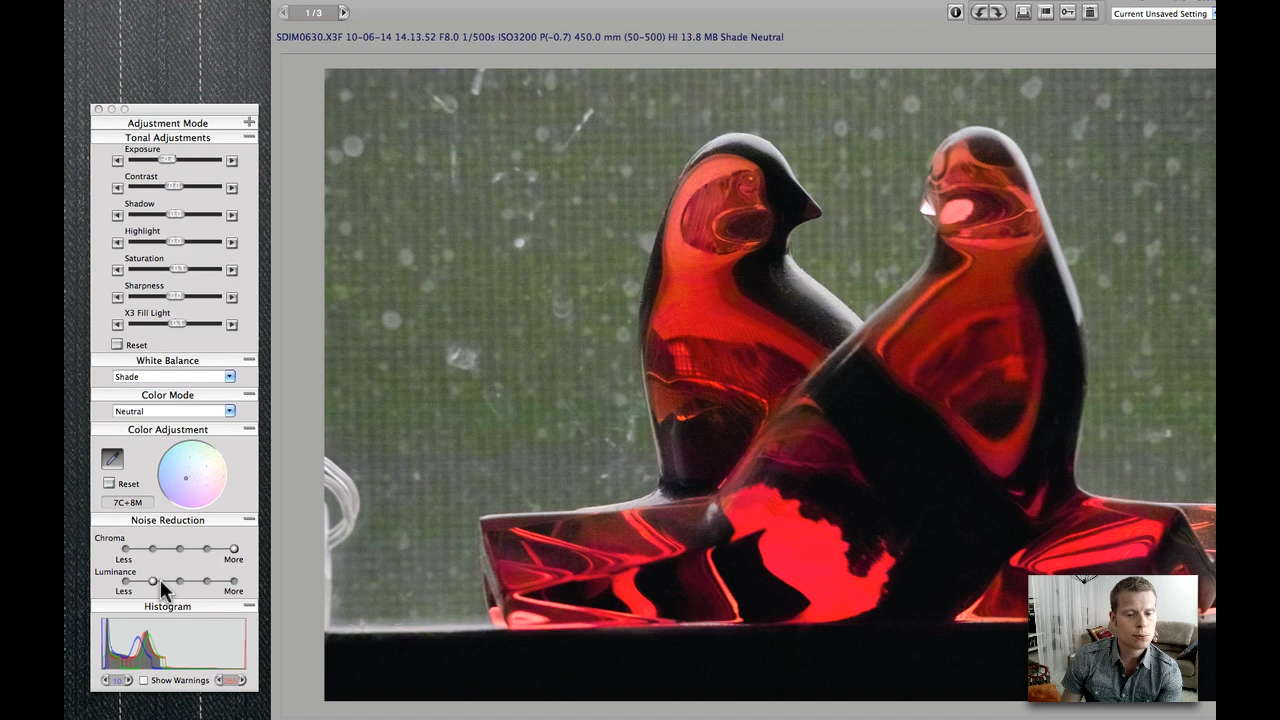 1 / 3
Current Unsaved Setting
SDIM0630.X3F 10-06-14 14.13.52 F8.0 1/500s ISO3200 P(-0.7) 450.0 mm (50-500) HI 13.8 MB Shade Neutral
Adjustment Mode
Tonal Adjustments
Exposure
Contrast
Shadow
Highlight
Saturation
Sharpness
X3 Fill Light
Reset
White Balance
Shade
Color Mode
Neutral
Color Adjustment
Reset
7C+8M
Noise Reduction
Chroma
Less More
Luminance
Less More
Histogram
10 Show Warnings